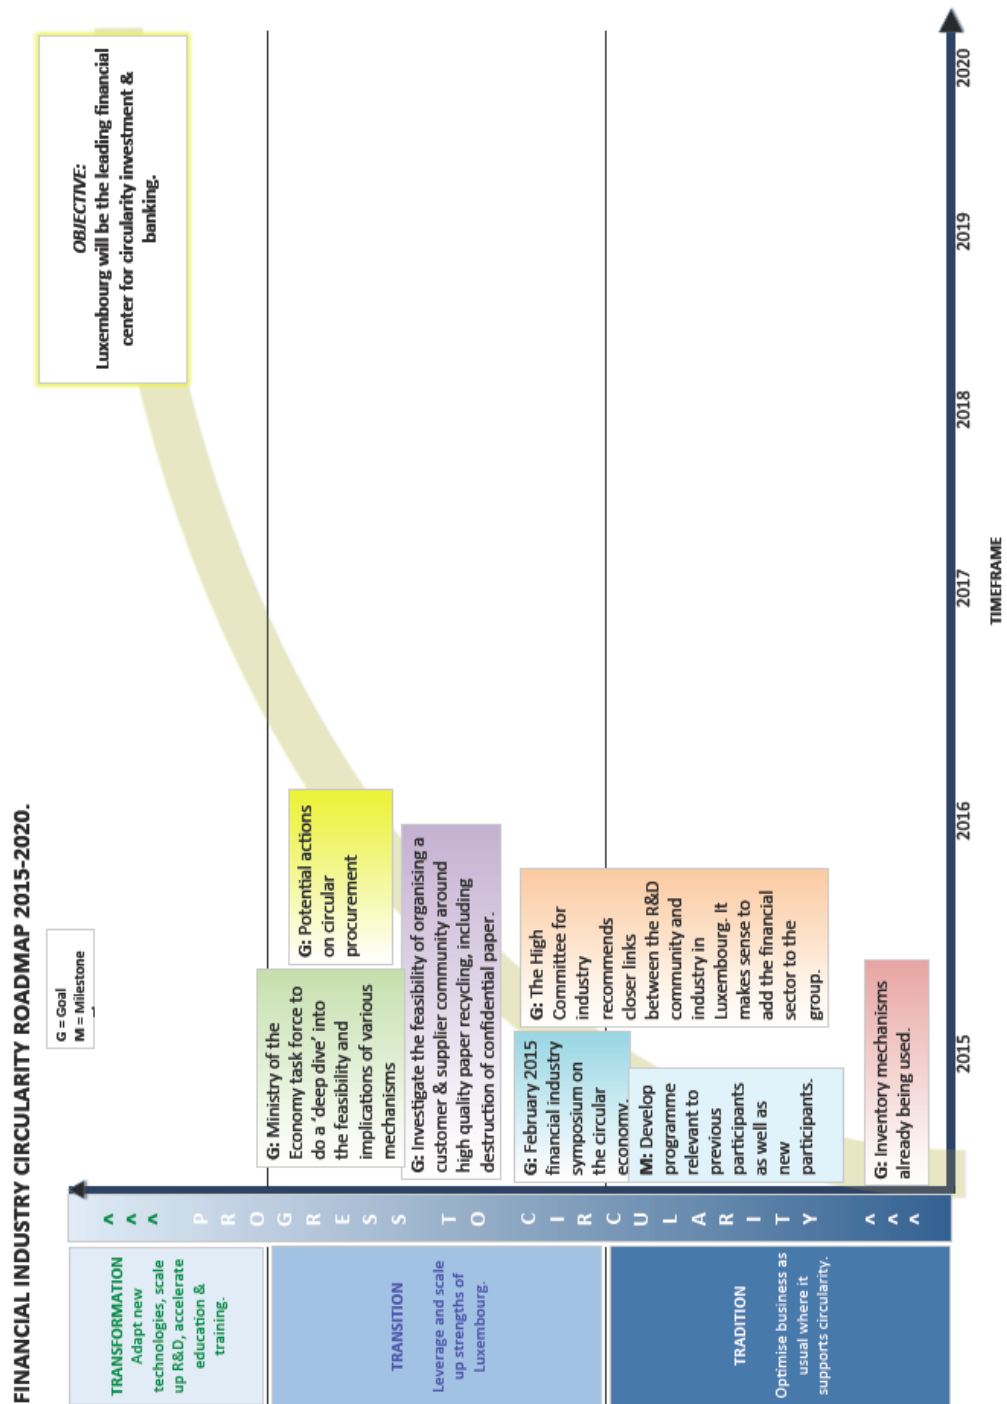 FINANCIAL INDUSTRY CIRCULARITY ROADMAP 2015-2020.
G = Goal
M = Milestone
OBJECTIVE:
Luxembourg will be the leading financial
center for circularity investment &
banking.
TRANSFORMATION
Adapt new
technologies, scale
up R&D, accelerate
education &
training.
TRANSITION
Leverage and scale
up strengths of
Luxembourg.
TRADITION
Optimise business as
usual where it
supports circularity.
^
^
^
P
R
O
G
R
E
S
S
T
O
C
I
R
C
U
L
A
R
I
T
Y
^
^
^
G: Ministry of the
Economy task force to
do a ‘deep dive’ into
the feasibility and
implications of various
mechanisms
G: Potential actions
on circular
procurement
G: Investigate the feasibility of organising a
customer & supplier community around
high quality paper recycling, including
destruction of confidential paper.
G: February 2015
financial industry
symposium on
the circular
economy.
M: Develop
programme
relevant to
previous
participants
as well as
new
participants.
G: The High
Committee for
industry
recommends
closer links
between the R&D
community and
industry in
Luxembourg. It
makes sense to
add the financial
sector to the
group.
G: Inventory mechanisms
already being used.
2015
2016
2017
2018
2019
2020
TIMEFRAME